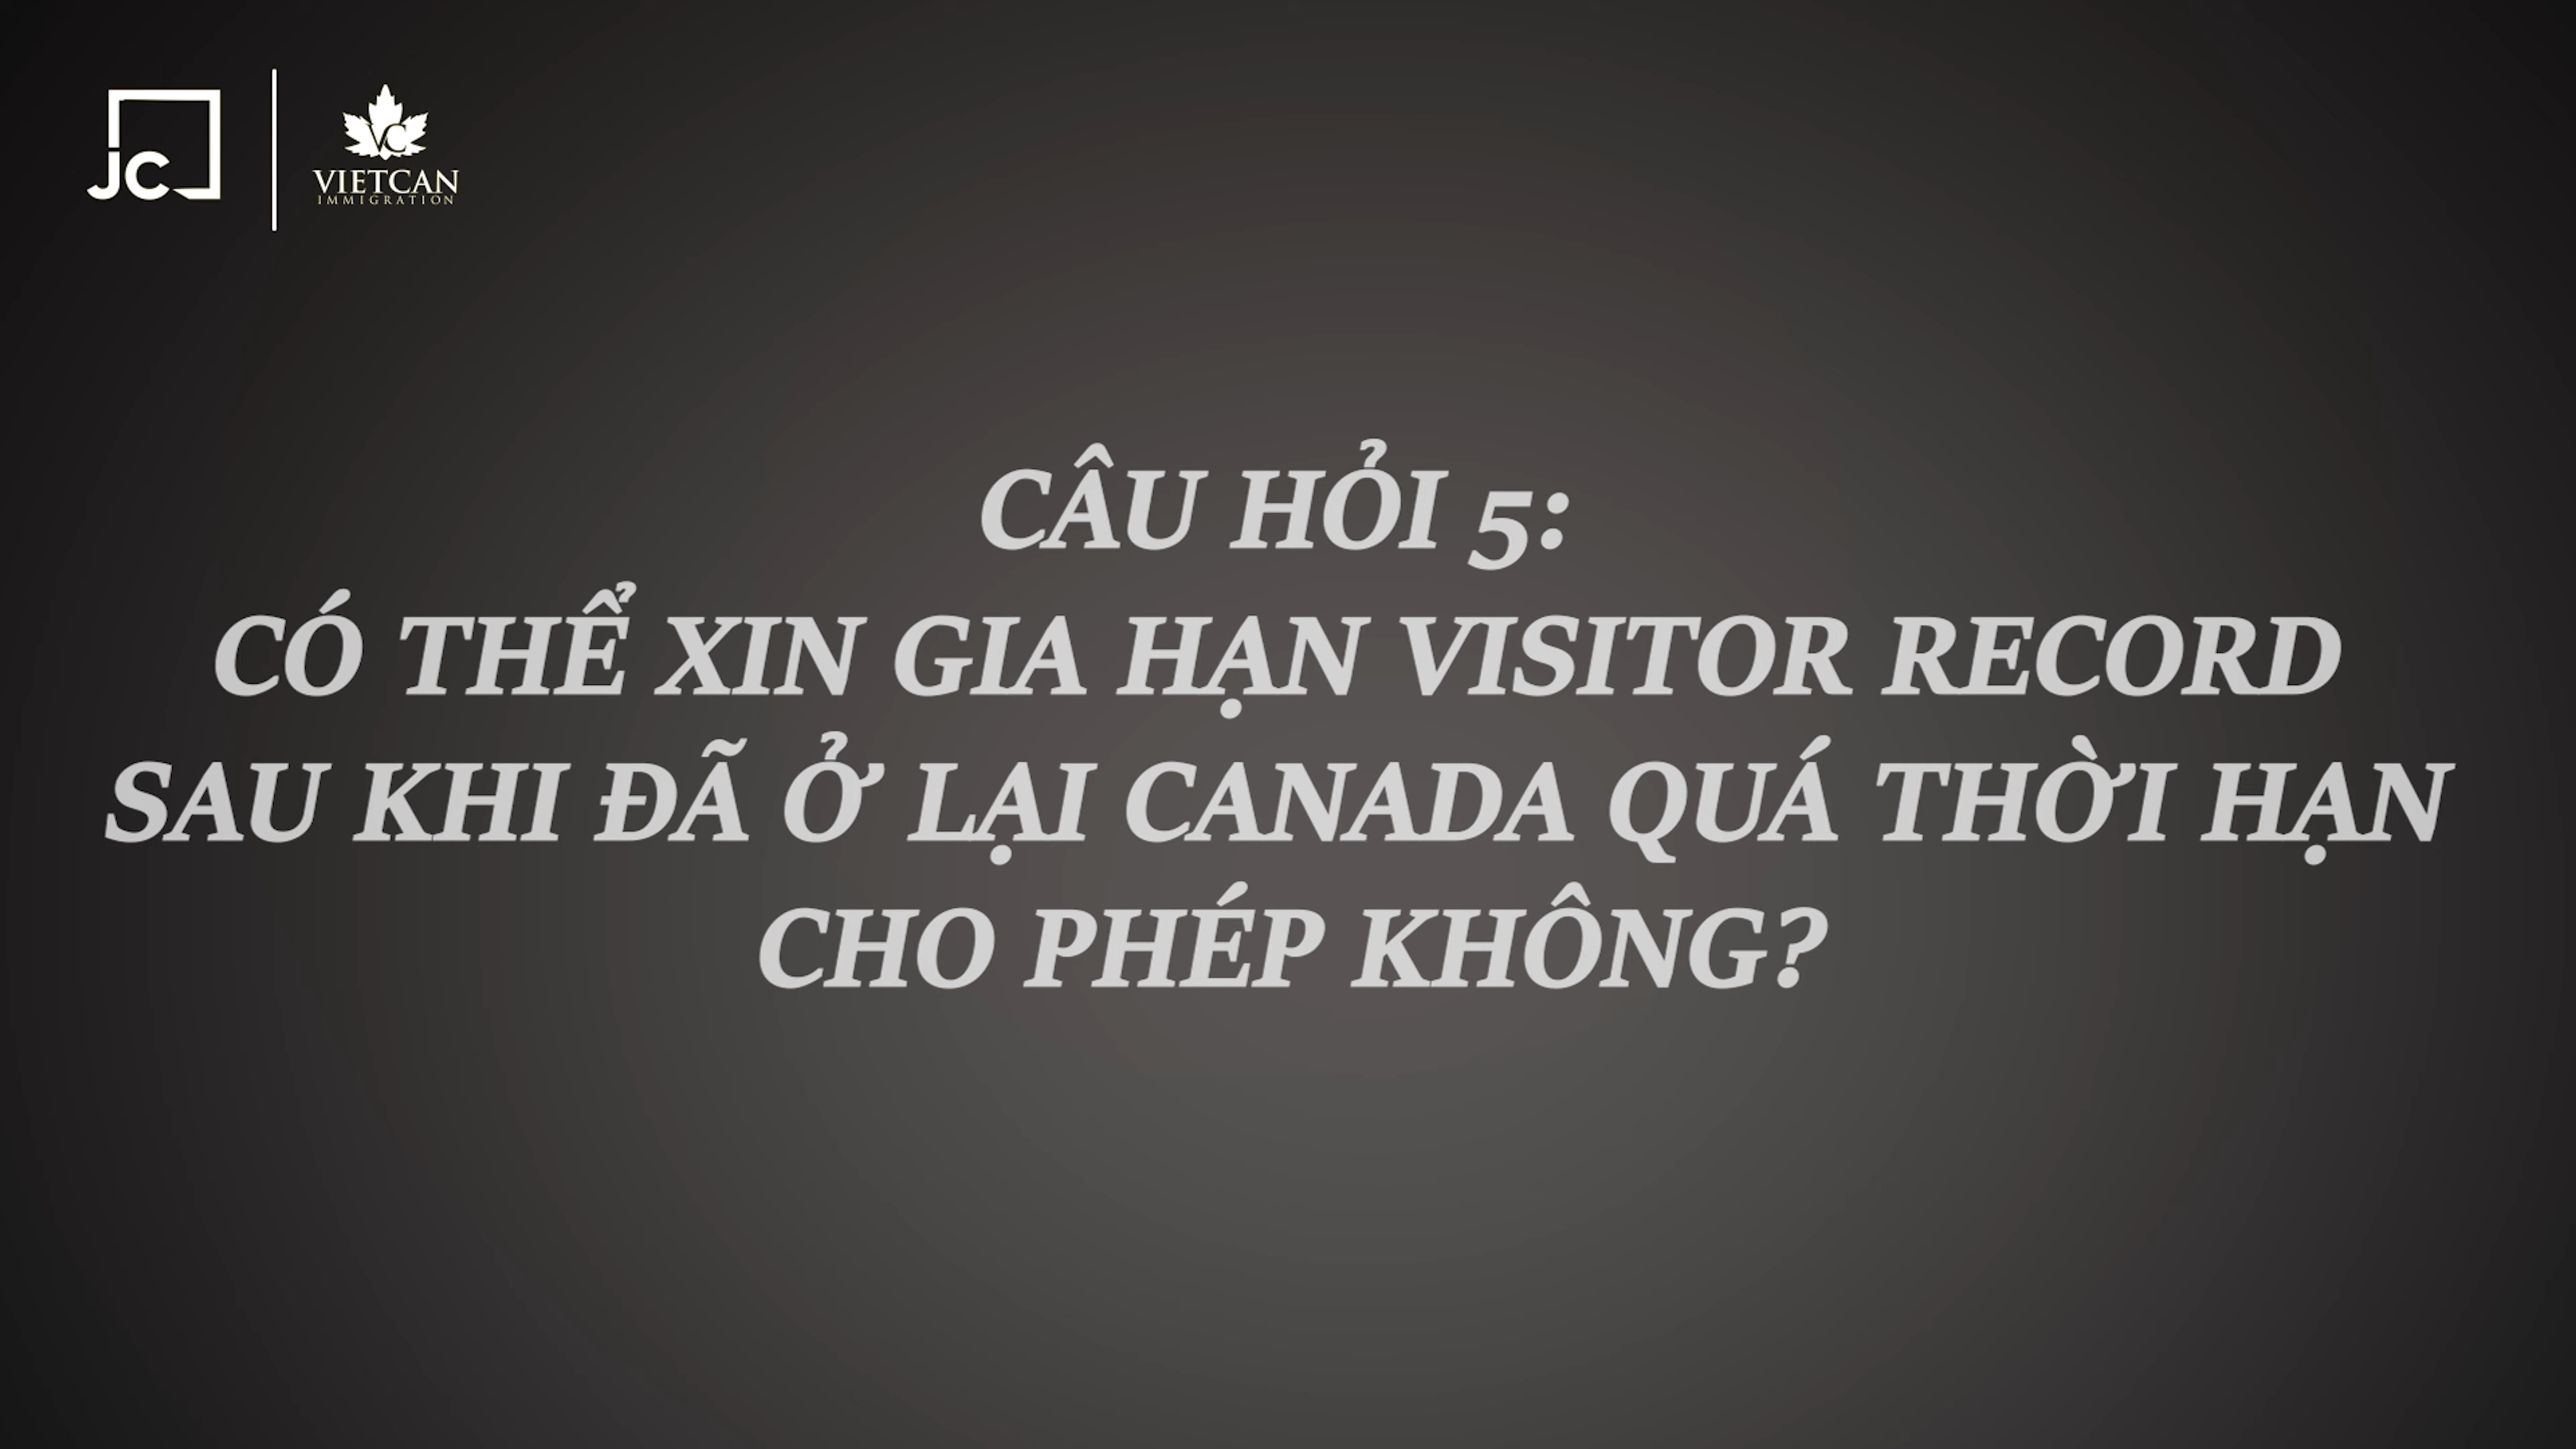 JC
VC
VIETCAN
IMMIGRATION
CÂU HỎI 5:
CÓ THỂ XIN GIA HẠN VISITOR RECORD
SAU KHI ĐÃ Ở LẠI CANADA QUÁ THỜI HẠN
CHO PHÉP KHÔNG?